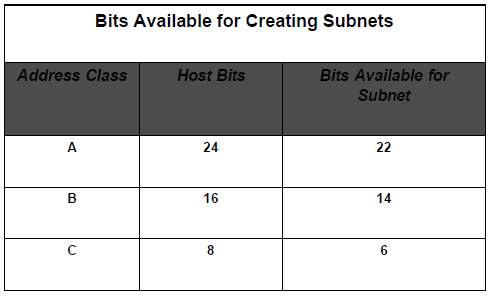 Bits Available for Creating Subnets
Address Class Host Bits Bits Available for
Subnet
A 24 22
B 16 14
C 8 6